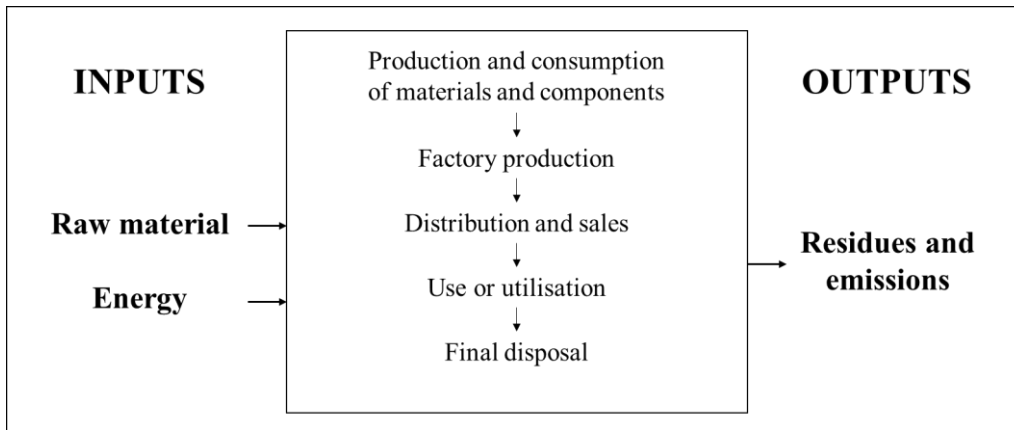 INPUTS
Raw material
Energy
Production and consumption
of materials and components
Factory production
Distribution and sales
Use or utilisation
Final disposal
OUTPUTS
Residues and
emissions